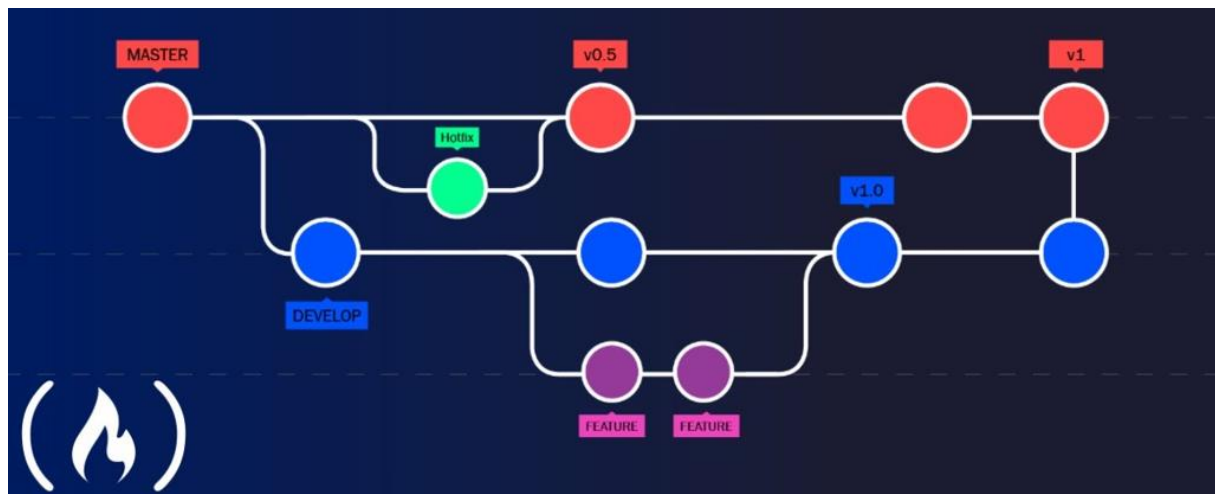 MASTER
v0.5
v1
Hotfix
v1.0
DEVELOP
FEATURE
FEATURE